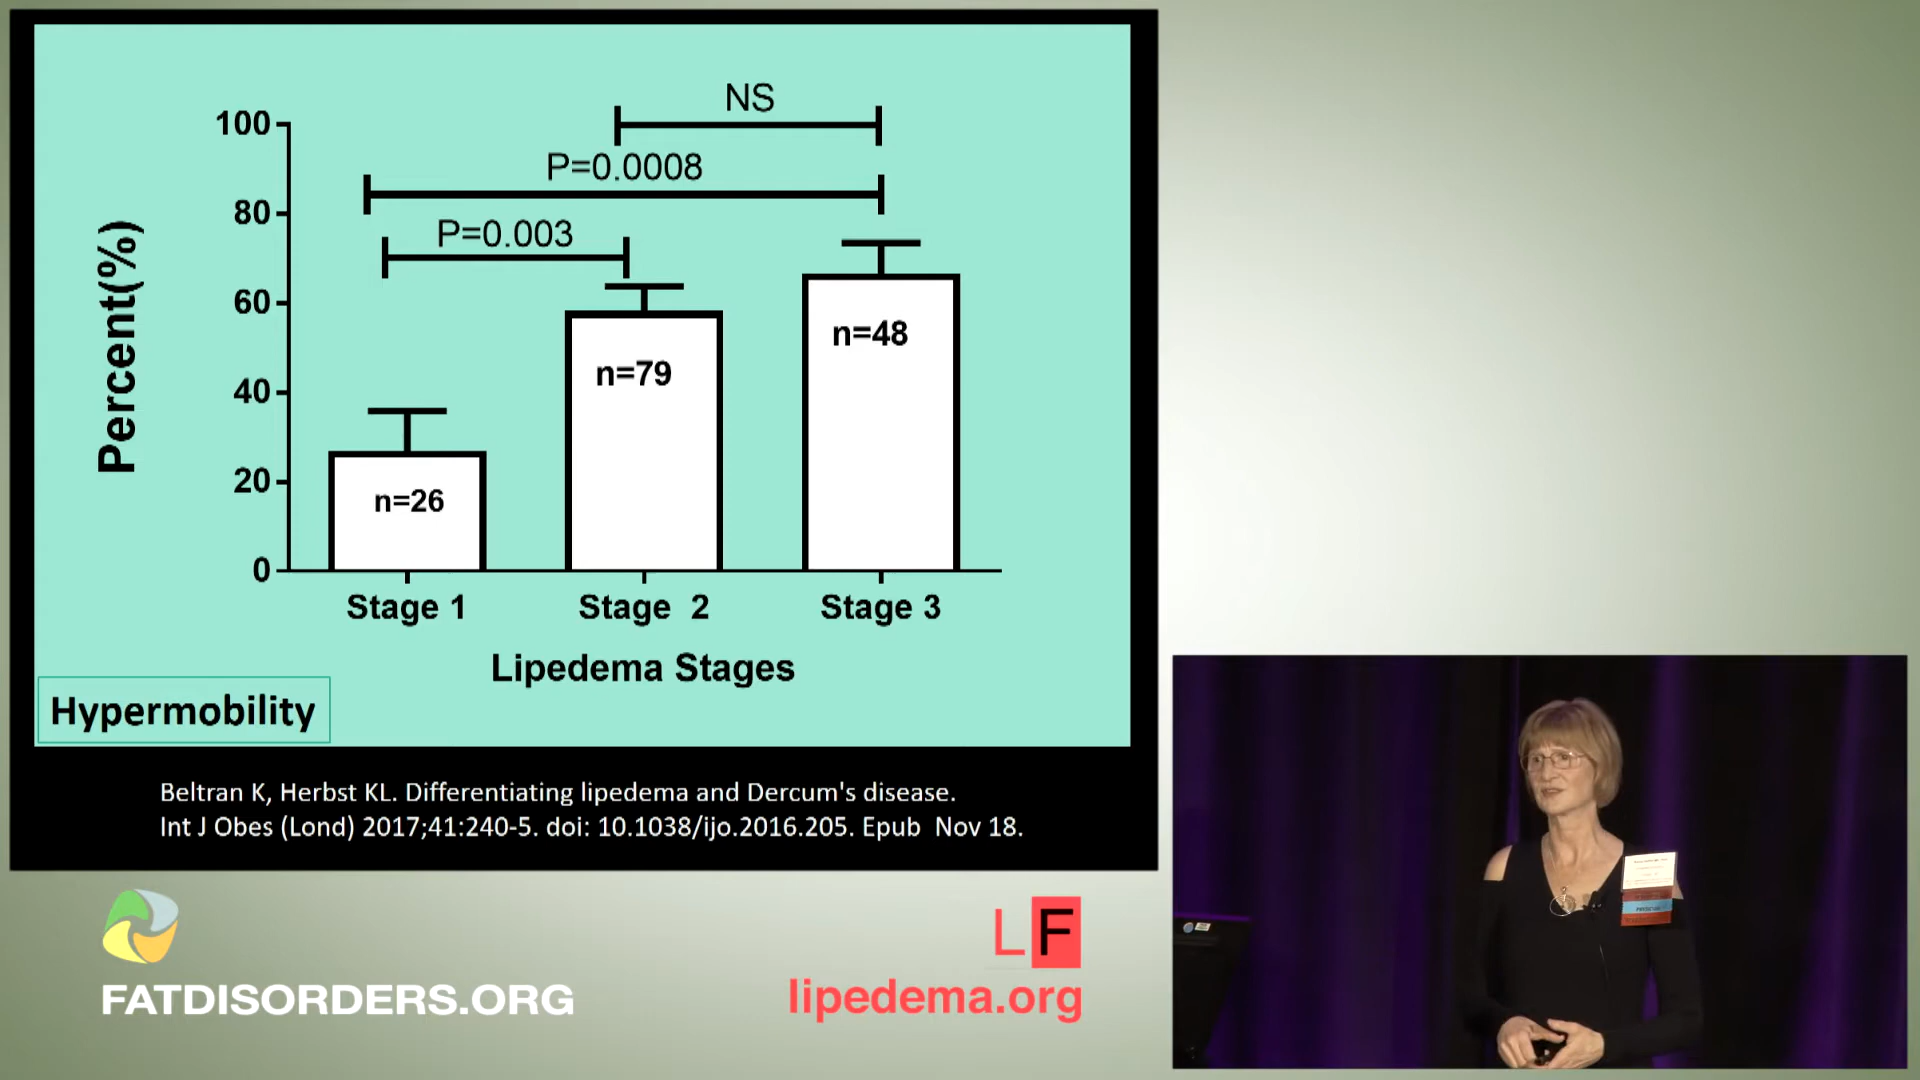 NS
100
P=0.0008
80
P=0.003
60
n=48
n=79
40
20
n=26
0
Percent(%)
Stage 1
Stage  2
Stage 3
Lipedema Stages
Hypermobility
Beltran K, Herbst KL. Differentiating lipedema and Dercum's disease.
Int J Obes (Lond) 2017;41:240-5. doi: 10.1038/ijo.2016.205. Epub  Nov 18.
FATDISORDERS.ORG
LF
lipedema.org